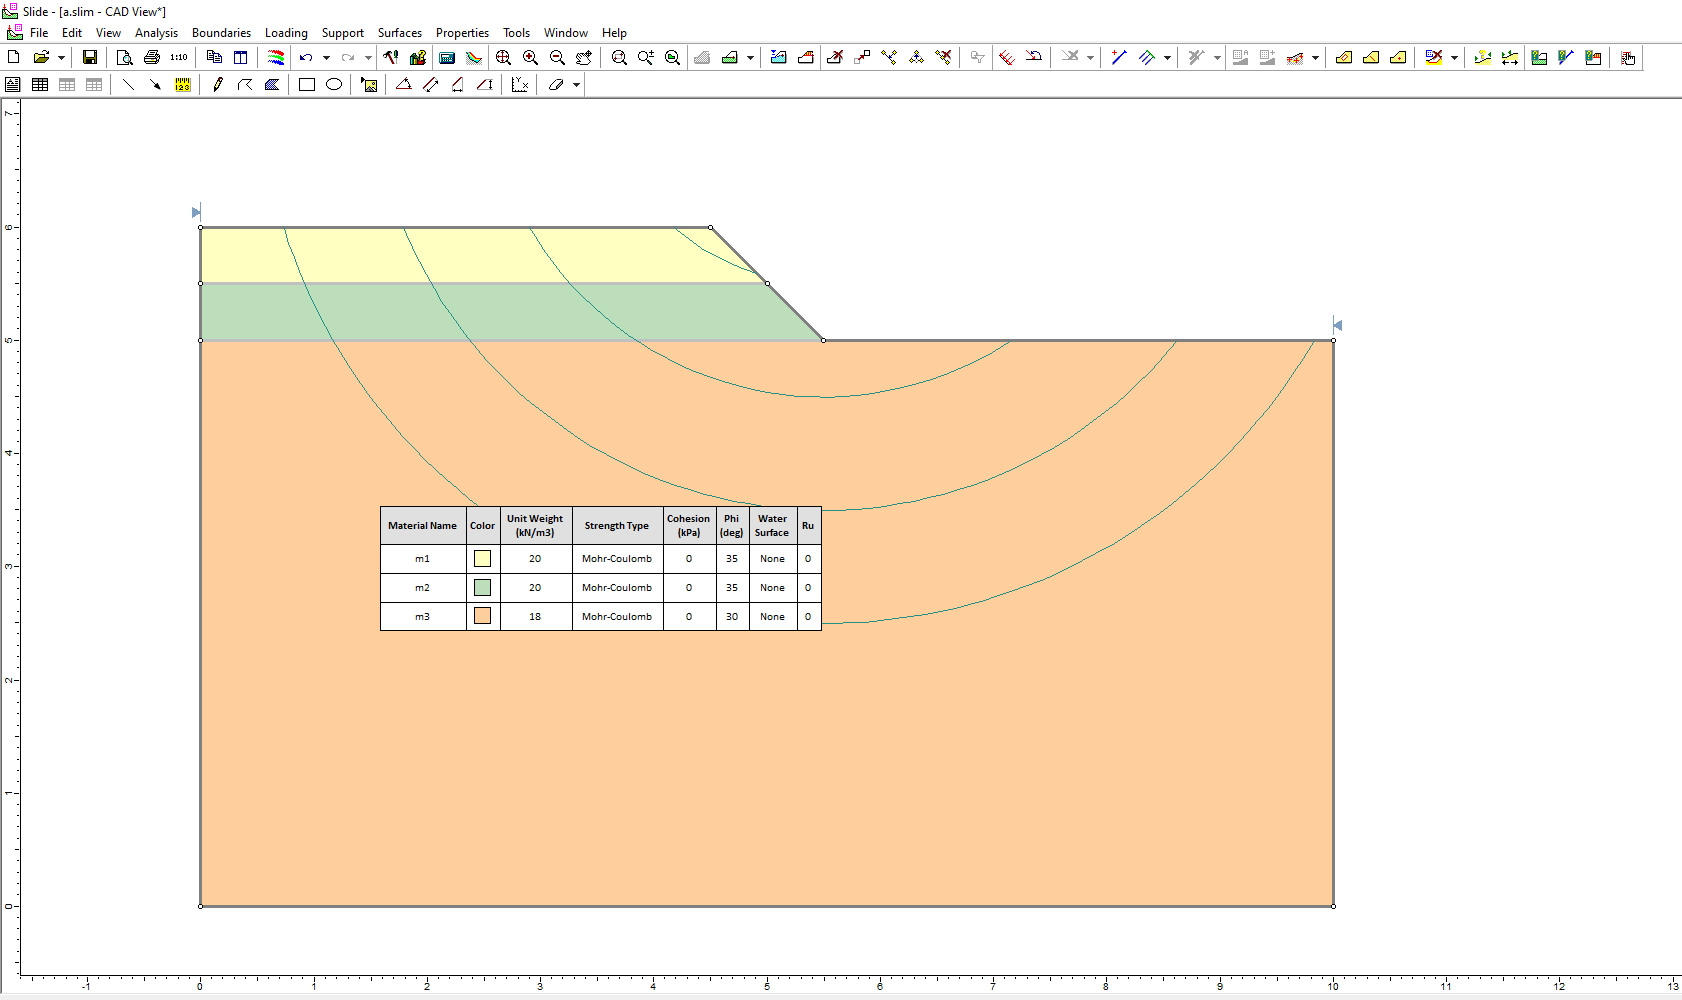 Slide - [a.slim - CAD View*]
File Edit View Analysis Boundaries Loading Support Surfaces Properties Tools Window Help
1:10
123
7
6
5
4
3
2
1
0
Material Name Color Unit Weight (kN/m3) Strength Type Cohesion (kPa) Phi (deg) Water Surface Ru
m1 20 Mohr-Coulomb 0 35 None 0
m2 20 Mohr-Coulomb 0 35 None 0
m3 18 Mohr-Coulomb 0 30 None 0
-1 0 1 2 3 4 5 6 7 8 9 10 11 12 13